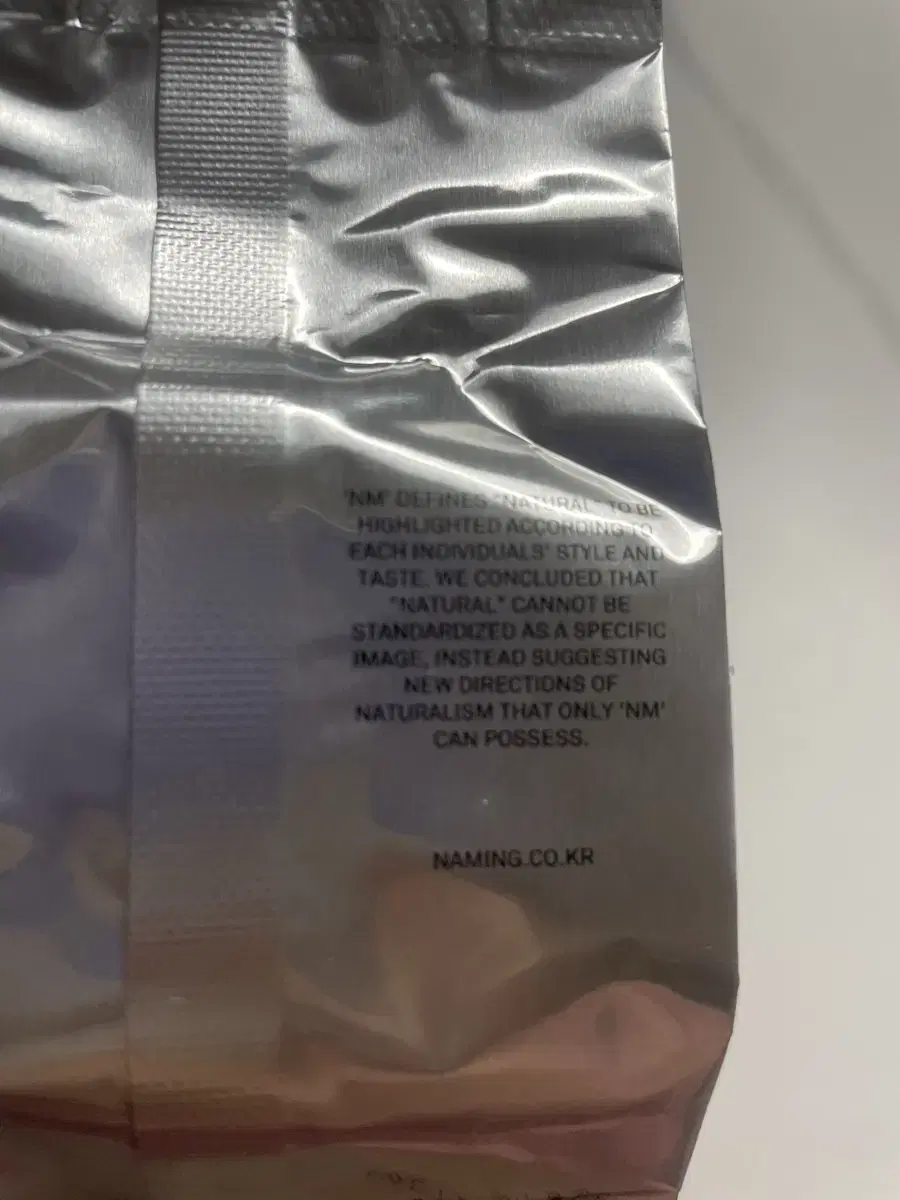 'NM' DEFINES "NATURAL" TO BE
HIGHLIGHTED ACCORDING TO
EACH INDIVIDUALS' STYLE AND
TASTE. WE CONCLUDED THAT
"NATURAL" CANNOT BE
STANDARDIZED AS A SPECIFIC
IMAGE, INSTEAD SUGGESTING
NEW DIRECTIONS OF
NATURALISM THAT ONLY 'NM'
CAN POSSESS.
NAMING.CO.KR